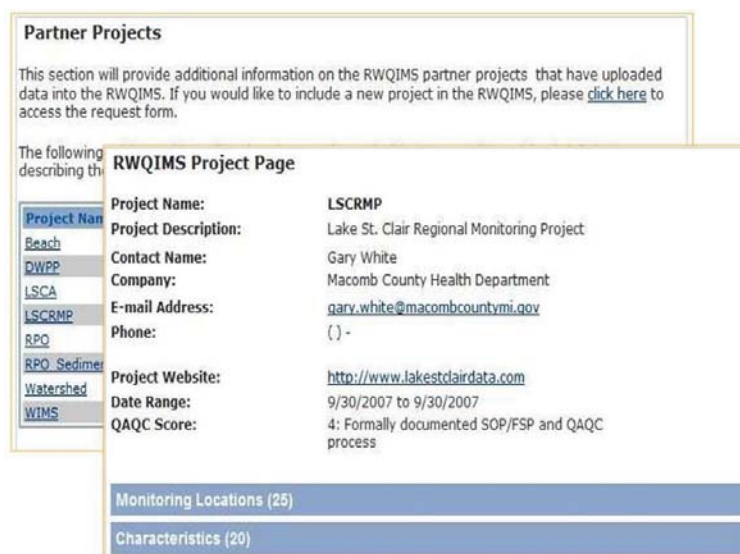 Partner Projects
This section will provide additional information on the RWQIMS partner projects that have uploaded
data into the RWQIMS. If you would like to include a new project in the RWQIMS, please click here to
access the request form.
The following
describing
Project
Beach
DWPP
LSCA
LSCRMP
RPO
RPO
Watershed
WIMS
RWQIMS Project Page
Project Name: LSCRMP
Project Description: Lake St. Clair Regional Monitoring Project
Contact Name: Gary White
Company: Macomb County Health Department
E-mail Address: gary.white@macombcountymi.gov
Phone: ( ) -
Project Website: http://www.lakestclairdata.com
Date Range: 9/30/2007 to 9/30/2007
QAQC Score: 4: Formally documented SOP/FSP and QAQC
process
Monitoring Locations (25)
Characteristics (20)